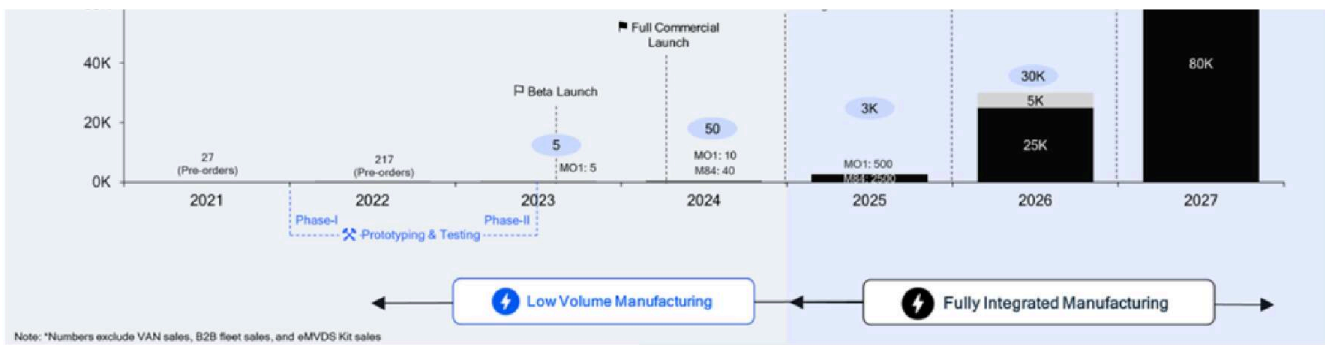 Full Commercial
Launch
40K
80K
30K
Beta Launch
5K
3K
20K
50
25K
5
27
(Pre-orders)
217
(Pre-orders)
MO1: 5
MO1: 10
M84: 40
MO1: 500
M84: 2500
0K
2021
2022
2023
2024
2025
2026
2027
Phase-I
Phase-II
Prototyping & Testing
Low Volume Manufacturing
Fully Integrated Manufacturing
Note: *Numbers exclude VAN sales, B2B fleet sales, and eMVDS Kit sales